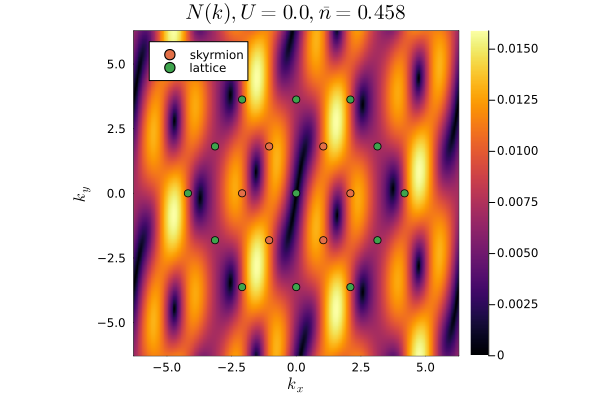 N(k), U = 0.0, n̄ = 0.458
skyrmion
lattice
5.0
2.5
0.0
−2.5
−5.0
k_y
−5.0 −2.5 0.0 2.5 5.0
k_x
0.0150
0.0125
0.0100
0.0075
0.0050
0.0025
0